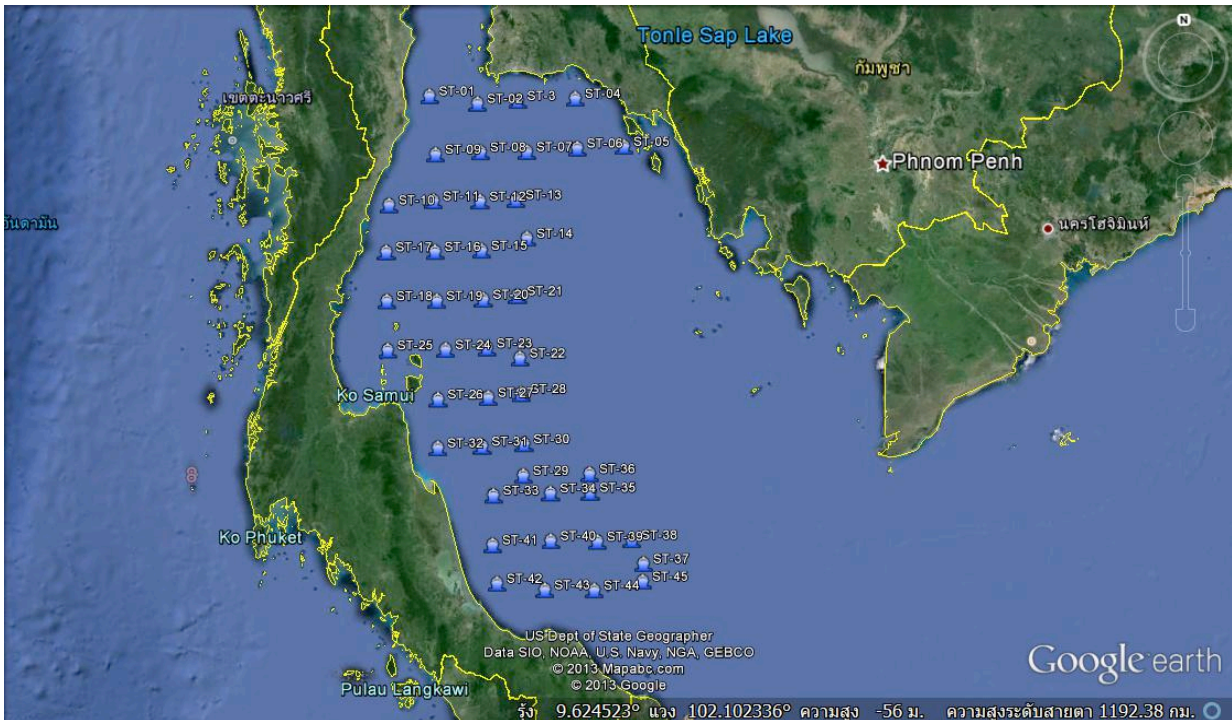 N
Tonle Sap Lake
กัมพูชา
เขตตะนาวศรี
ST-01
ST-02
ST-3
ST-04
ST-09
ST-08
ST-07
ST-06
ST-05
Phnom Penh
ST-10
ST-11
ST-12
ST-13
อันดามัน
นครโฮจิมินห์
ST-14
ST-17
ST-16
ST-15
ST-18
ST-19
ST-20
ST-21
ST-25
ST-24
ST-23
ST-22
Ko Samui
ST-26
ST-27
ST-28
ST-32
ST-31
ST-30
ST-29
ST-36
ST-33
ST-34
ST-35
Ko Phuket
ST-41
ST-40
ST-39
ST-38
ST-37
ST-42
ST-43
ST-44
ST-45
US Dept of State Geographer
Data SIO, NOAA, U.S. Navy, NGA, GEBCO
© 2013 Mapabc.com
© 2013 Google
Google earth
Pulau Langkawi
รุ้ง 9.624523° แวง 102.102336° ความสูง -56 ม. ความสูงระดับสายตา 1192.38 กม.